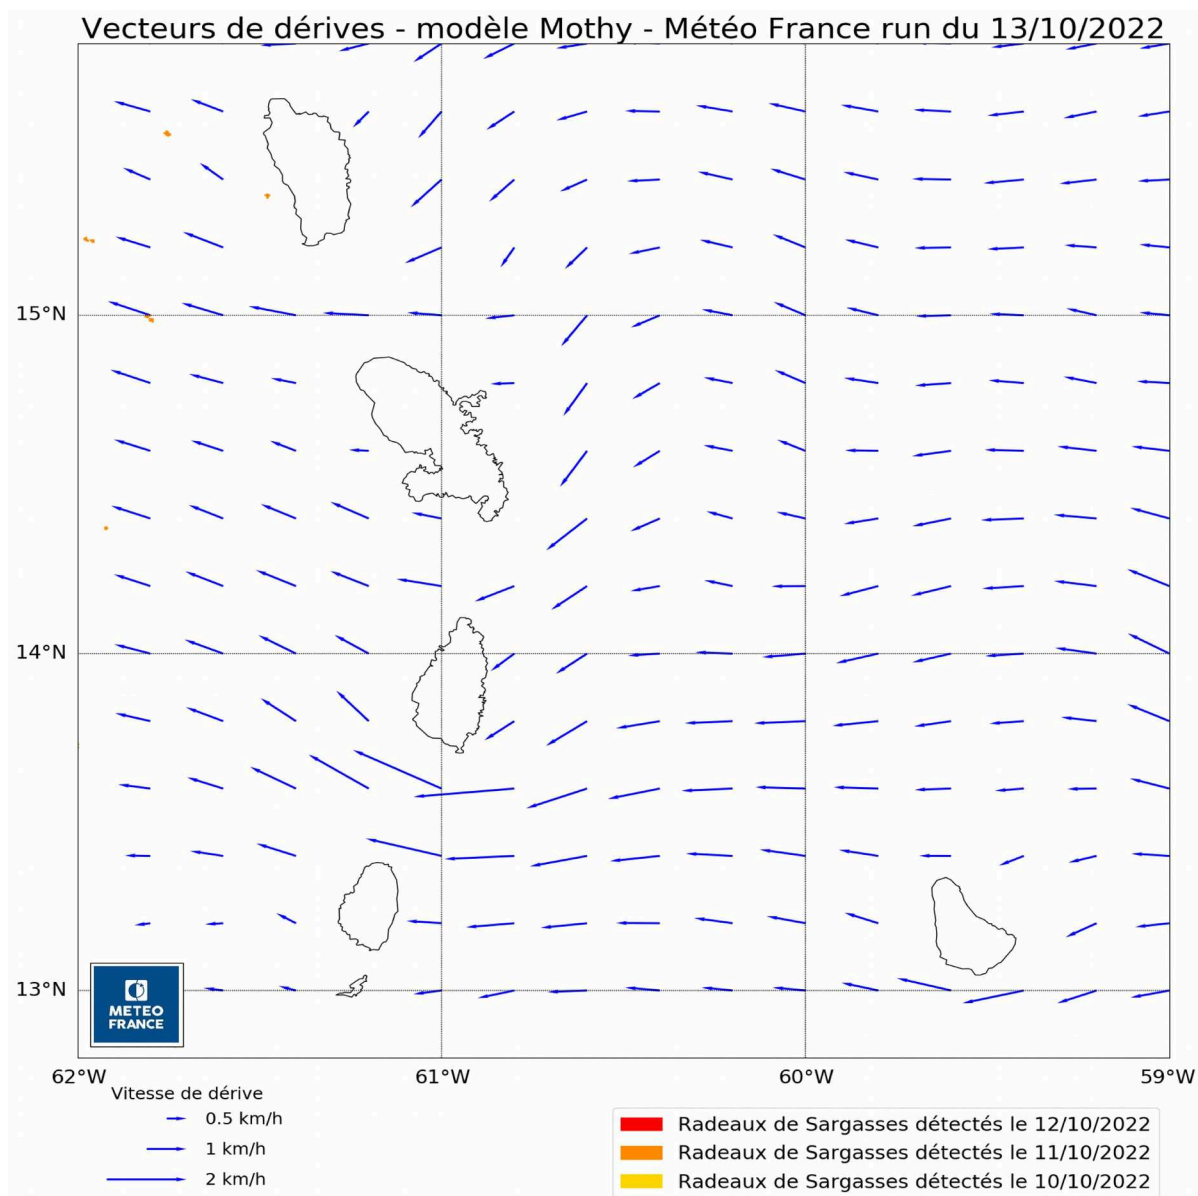 Vecteurs de dérives - modèle Mothy - Météo France run du 13/10/2022
15°N
14°N
13°N
METEO
FRANCE
62°W
61°W
60°W
59°W
Vitesse de dérive
0.5 km/h
1 km/h
2 km/h
Radeaux de Sargasses détectés le 12/10/2022
Radeaux de Sargasses détectés le 11/10/2022
Radeaux de Sargasses détectés le 10/10/2022